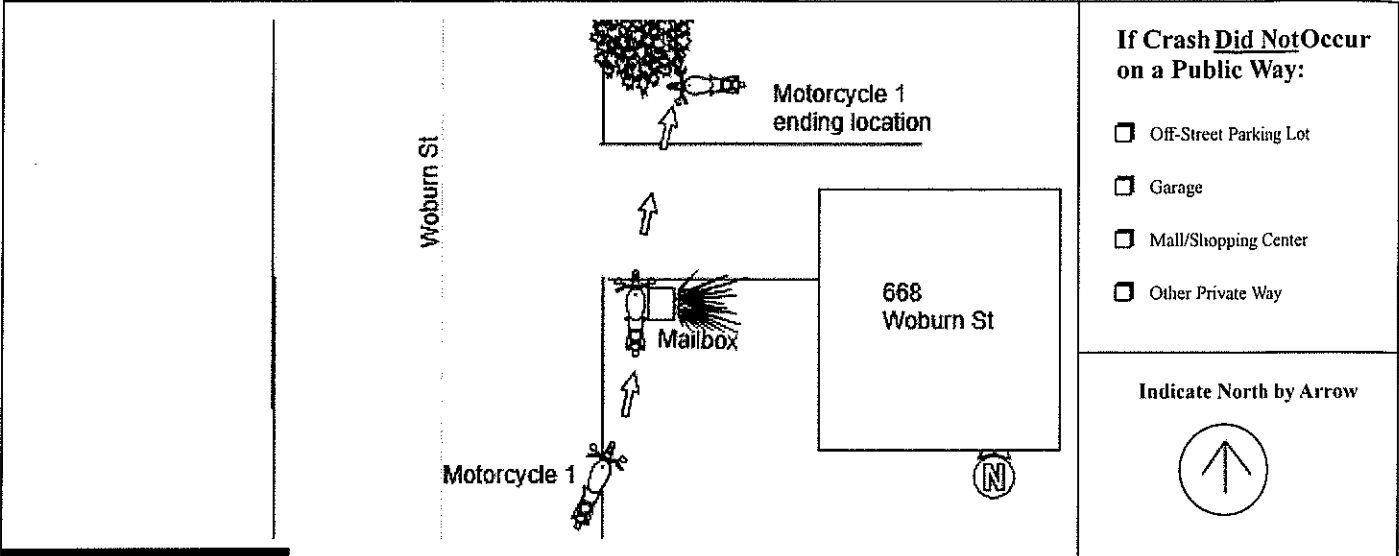 Woburn St
Motorcycle 1
ending location
668
Woburn St
Mailbox
Motorcycle 1
N
If Crash Did Not Occur
on a Public Way:
Off-Street Parking Lot
Garage
Mall/Shopping Center
Other Private Way
Indicate North by Arrow